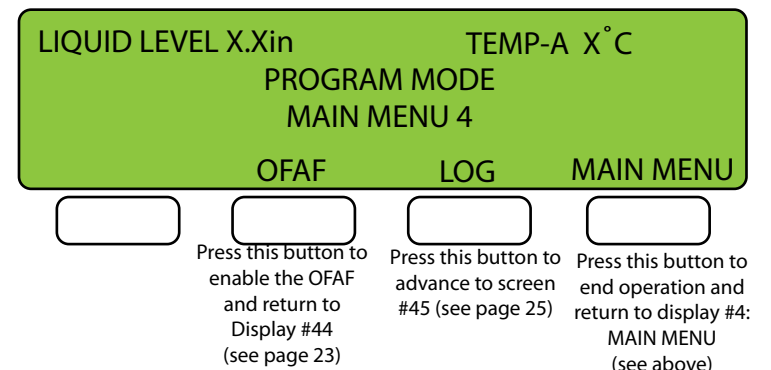 LIQUID LEVEL X.Xin TEMP-A X˚C
PROGRAM MODE
MAIN MENU 4
OFAF LOG MAIN MENU
Press this button to
enable the OFAF
and return to
Display #44
(see page 23)
Press this button to
advance to screen
#45 (see page 25)
Press this button to
end operation and
return to display #4:
MAIN MENU
(see above)